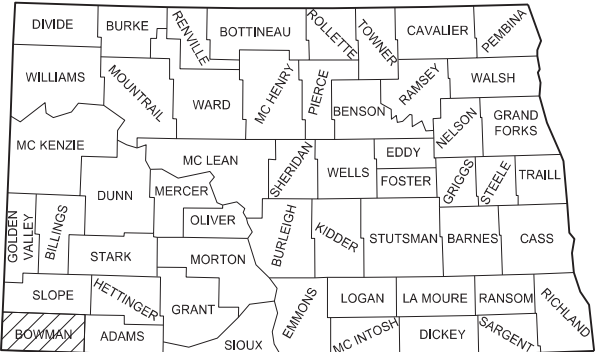 DIVIDE
BURKE
RENVILLE
BOTTINEAU
ROLLETTE
TOWNER
CAVALIER
PEMBINA
WILLIAMS
MOUNTRAIL
WARD
MC HENRY
PIERCE
BENSON
RAMSEY
WALSH
MC KENZIE
NELSON
GRAND
FORKS
MC LEAN
SHERIDAN
WELLS
EDDY
FOSTER
GRIGGS
STEELE
TRAILL
DUNN
MERCER
OLIVER
GOLDEN
VALLEY
BILLINGS
STARK
MORTON
BURLEIGH
KIDDER
STUTSMAN
BARNES
CASS
SLOPE
HETTINGER
GRANT
EMMONS
LOGAN
LA MOURE
RANSOM
RICHLAND
BOWMAN
ADAMS
SIOUX
MC INTOSH
DICKEY
SARGENT